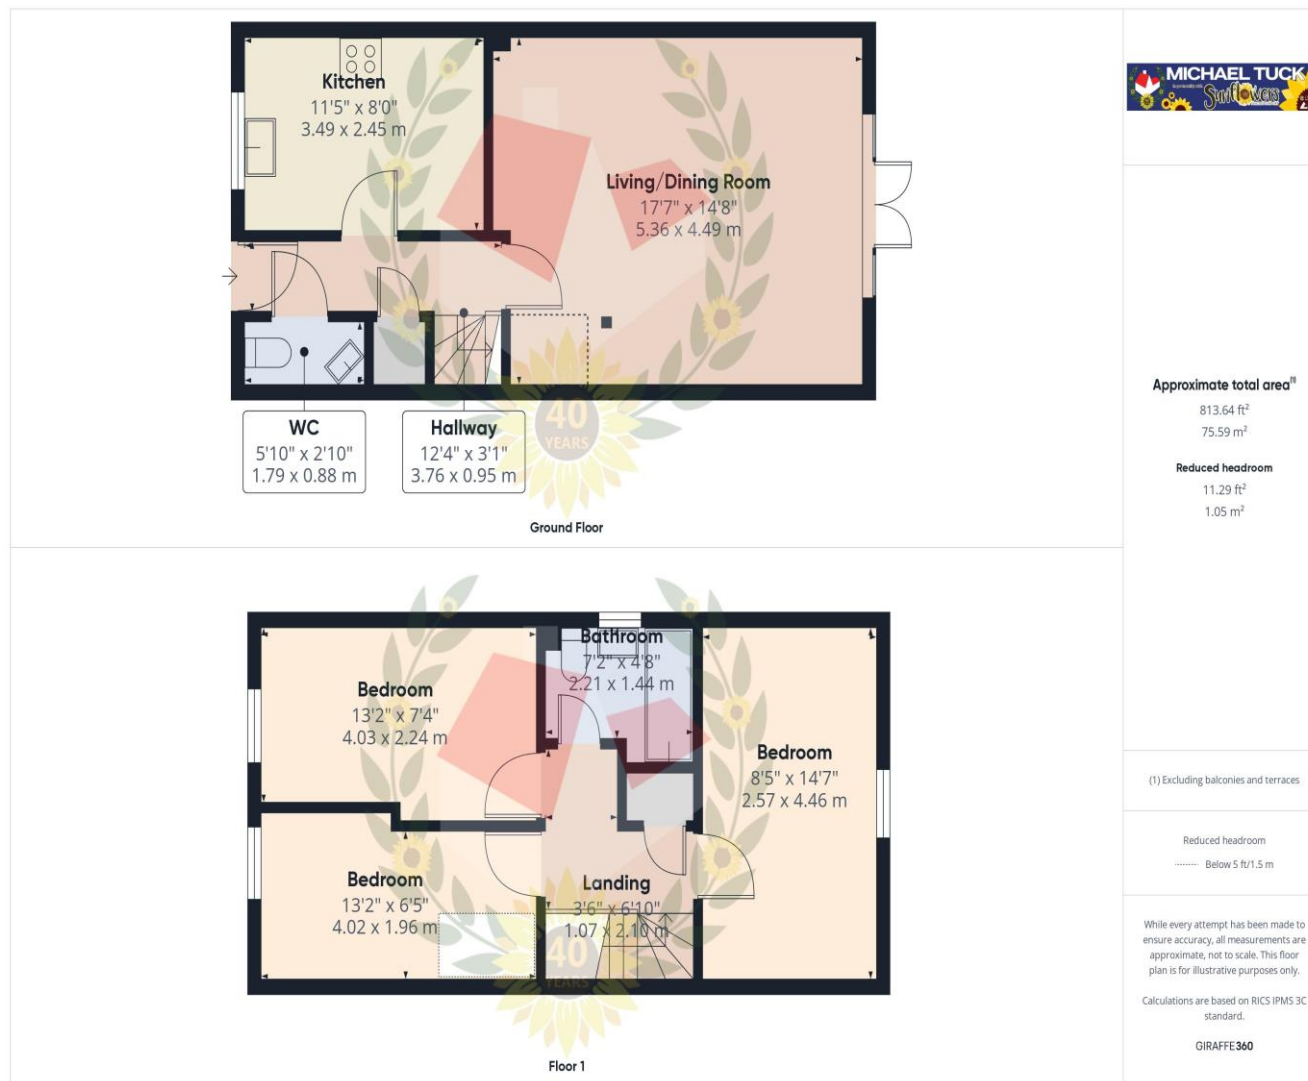 Kitchen
11'5" x 8'0"
3.49 x 2.45 m
Living/Dining Room
17'7" x 14'8"
5.36 x 4.49 m
WC
5'10" x 2'10"
1.79 x 0.88 m
Hallway
12'4" x 3'1"
3.76 x 0.95 m
40
YEARS
Ground Floor
Bedroom
13'2" x 7'4"
4.03 x 2.24 m
Bathroom
7'2" x 4'8"
2.21 x 1.44 m
Bedroom
8'5" x 14'7"
2.57 x 4.46 m
Bedroom
13'2" x 6'5"
4.02 x 1.96 m
Landing
3'6" x 6'10"
1.07 x 2.10 m
40
YEARS
Floor 1
MICHAEL TUCK
Sunflowers
Approximate total area(1)
813.64 ft²
75.59 m²
Reduced headroom
11.29 ft²
1.05 m²
(1) Excluding balconies and terraces
Reduced headroom
Below 5 ft/1.5 m
While every attempt has been made to
ensure accuracy, all measurements are
approximate, not to scale. This floor
plan is for illustrative purposes only.
Calculations are based on RICS IPMS 3C
standard.
GIRAFFE360